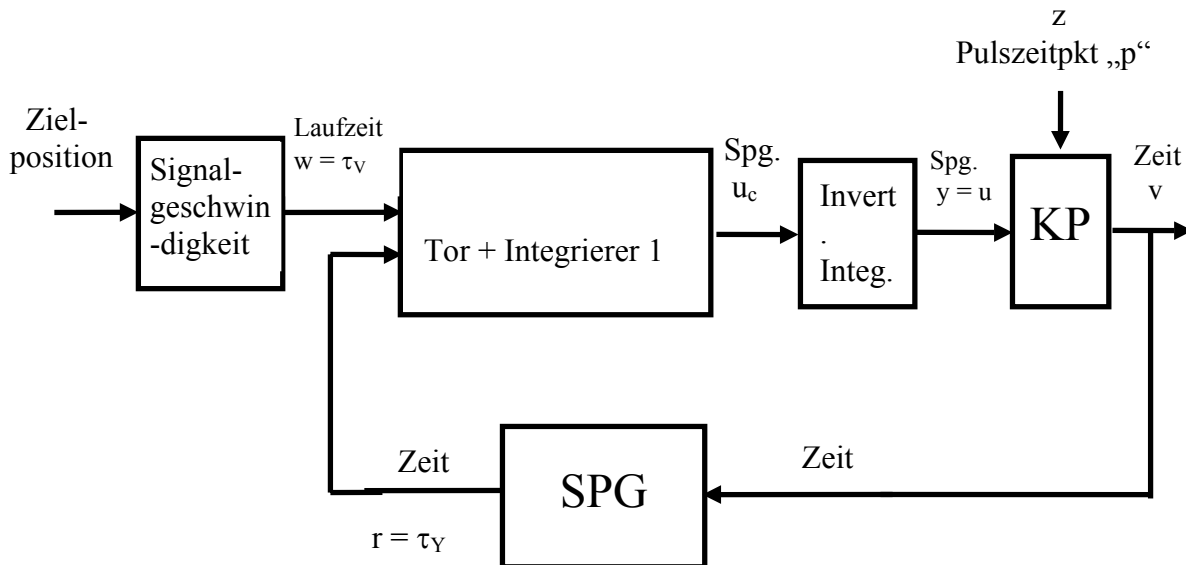 z
Pulszeitpkt „p“
Ziel-
position
Signal-
geschwin
-digkeit
Laufzeit
w = τV
Tor + Integrierer 1
Spg.
uc
Invert
.
Integ.
Spg.
y = u
KP
Zeit
v
Zeit
r = τY
SPG
Zeit